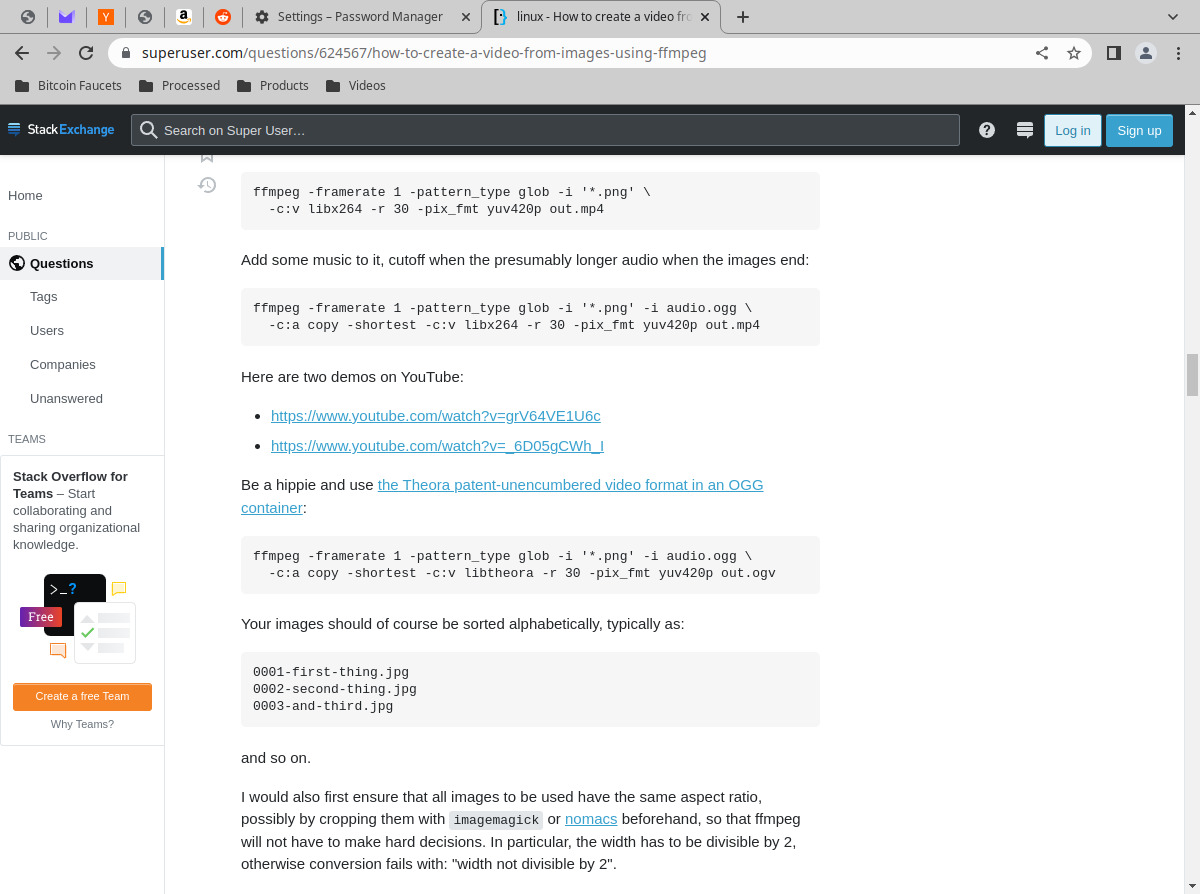 Settings – Password Manager
linux - How to create a video fro
superuser.com/questions/624567/how-to-create-a-video-from-images-using-ffmpeg
Bitcoin Faucets
Processed
Products
Videos
StackExchange
Search on Super User…
Log in
Sign up
Home
PUBLIC
Questions
Tags
Users
Companies
Unanswered
TEAMS
Stack Overflow for
Teams – Start
collaborating and
sharing organizational
knowledge.
>_?
Free
Create a free Team
Why Teams?
ffmpeg -framerate 1 -pattern_type glob -i '*.png' \
-c:v libx264 -r 30 -pix_fmt yuv420p out.mp4
Add some music to it, cutoff when the presumably longer audio when the images end:
ffmpeg -framerate 1 -pattern_type glob -i '*.png' -i audio.ogg \
-c:a copy -shortest -c:v libx264 -r 30 -pix_fmt yuv420p out.mp4
Here are two demos on YouTube:
• https://www.youtube.com/watch?v=grV64VE1U6c
• https://www.youtube.com/watch?v=_6D05gCWh_I
Be a hippie and use the Theora patent-unencumbered video format in an OGG
container:
ffmpeg -framerate 1 -pattern_type glob -i '*.png' -i audio.ogg \
-c:a copy -shortest -c:v libtheora -r 30 -pix_fmt yuv420p out.ogv
Your images should of course be sorted alphabetically, typically as:
0001-first-thing.jpg
0002-second-thing.jpg
0003-and-third.jpg
and so on.
I would also first ensure that all images to be used have the same aspect ratio,
possibly by cropping them with imagemagick or nomacs beforehand, so that ffmpeg
will not have to make hard decisions. In particular, the width has to be divisible by 2,
otherwise conversion fails with: "width not divisible by 2".